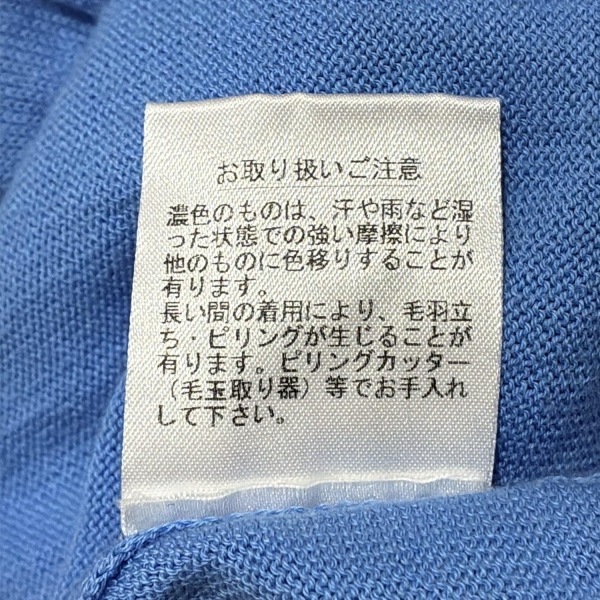 お取り扱いご注意
濃色のものは、汗や雨など湿
った状態での強い摩擦により
他のものに色移りすることが
有ります。
長い間の着用により、毛羽立
ち・ピリングが生じることが
有ります。ピリングカッター
（毛玉取り器）等でお手入れ
して下さい。